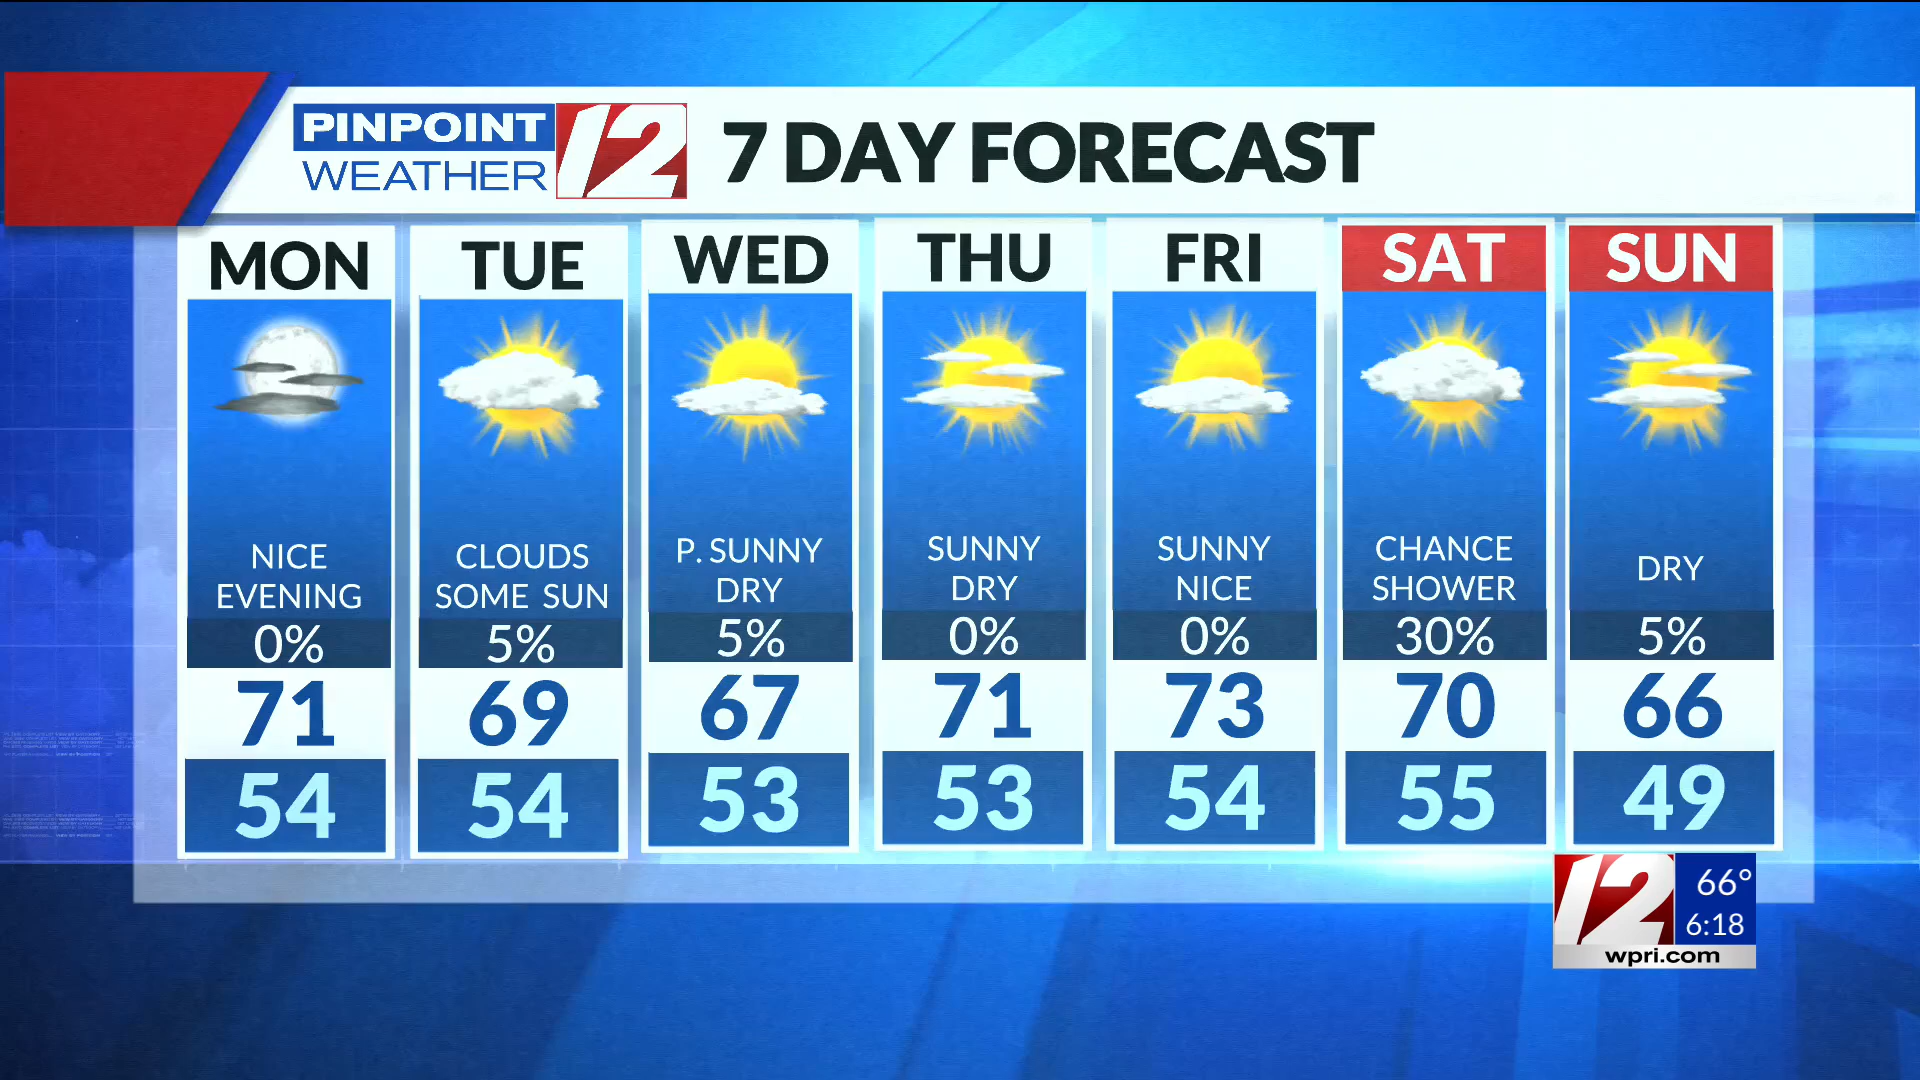 PINPOINT
WEATHER 12
7 DAY FORECAST
MON
NICE
EVENING
0%
71
54
TUE
CLOUDS
SOME SUN
5%
69
54
WED
P. SUNNY
DRY
5%
67
53
THU
SUNNY
DRY
0%
71
53
FRI
SUNNY
NICE
0%
73
54
SAT
CHANCE
SHOWER
30%
70
55
SUN
DRY
5%
66
49
12
66°
6:18
wpri.com